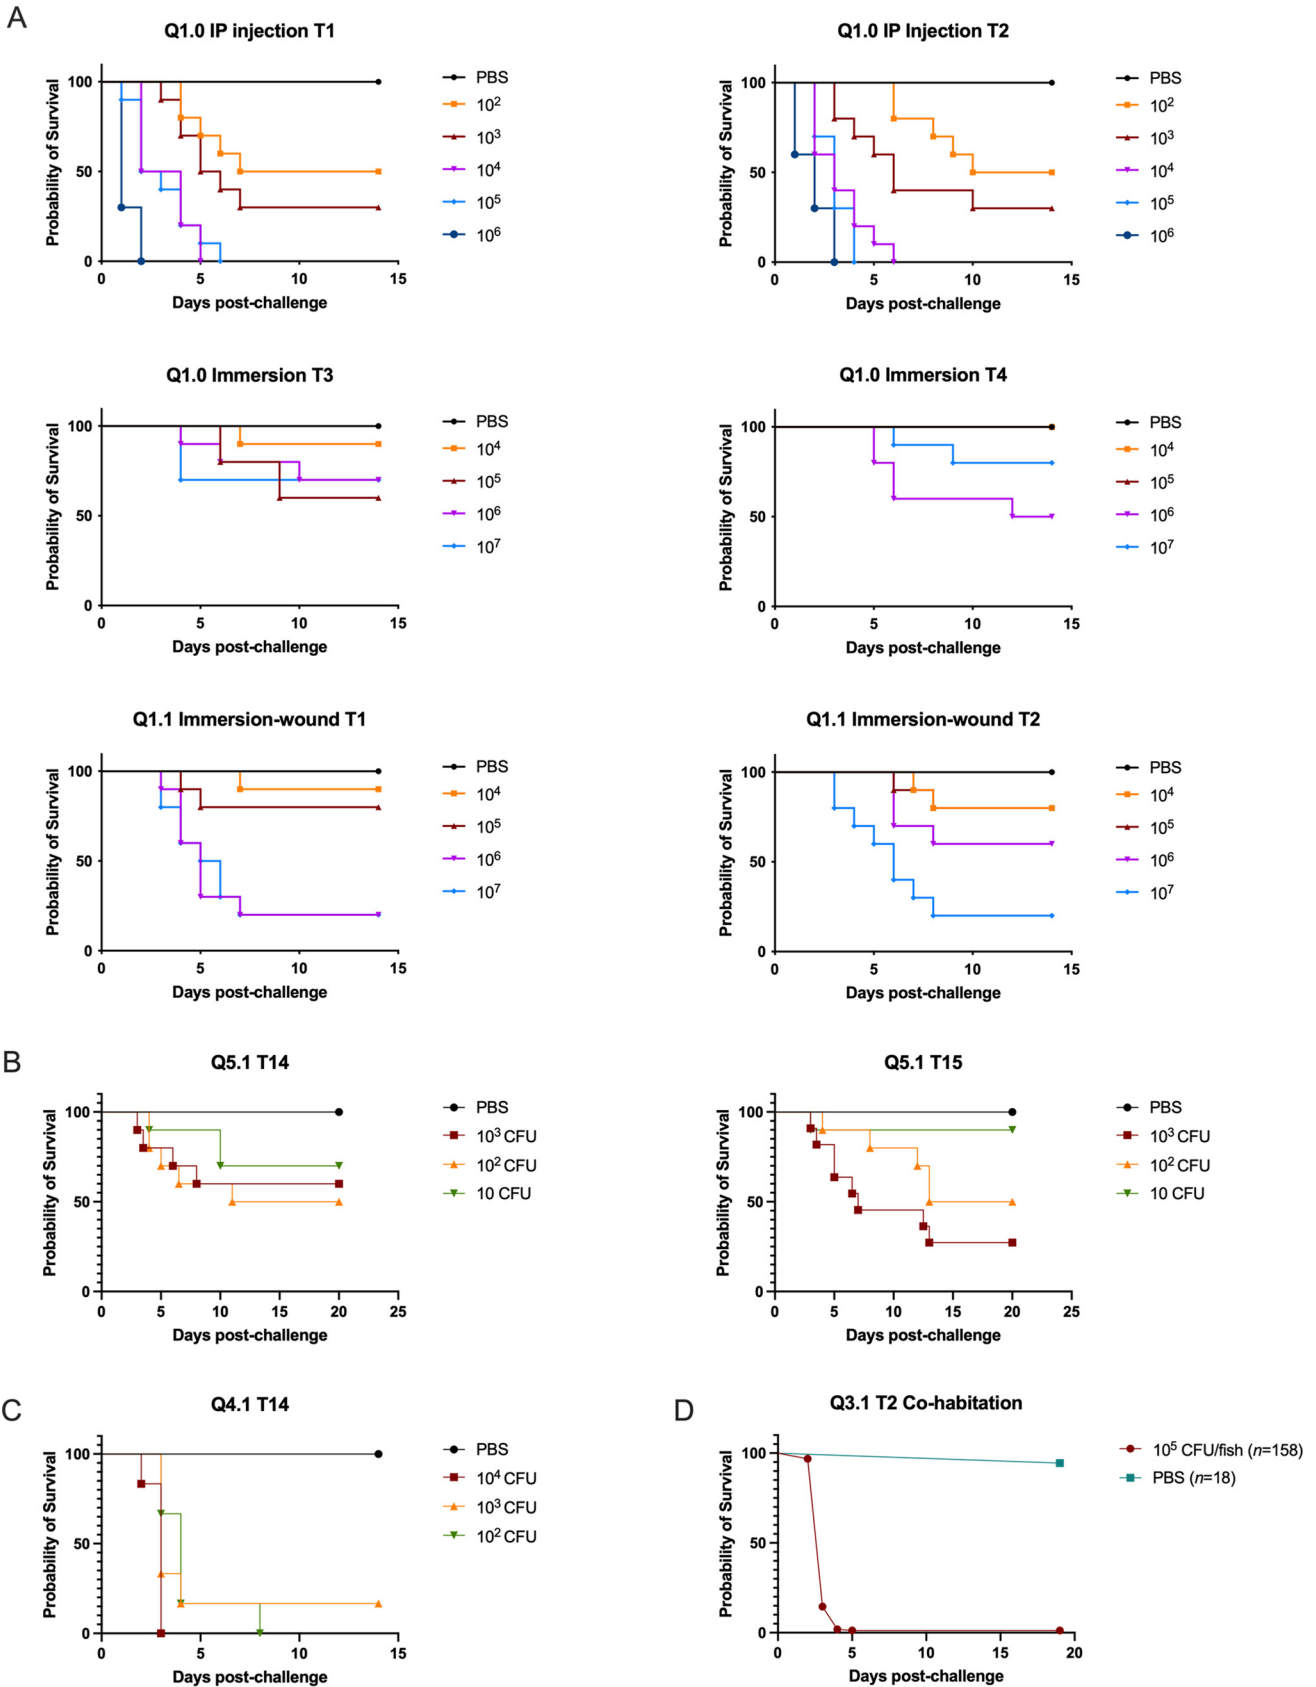 A
Q1.0 IP injection T1
Probability of Survival
100
50
0
0 5 10 15
Days post-challenge
PBS
10²
10³
10⁴
10⁵
10⁶
Q1.0 IP Injection T2
Probability of Survival
100
50
0
0 5 10 15
Days post-challenge
PBS
10²
10³
10⁴
10⁵
10⁶
Q1.0 Immersion T3
Probability of Survival
100
50
0
0 5 10 15
Days post-challenge
PBS
10⁴
10⁵
10⁶
10⁷
Q1.0 Immersion T4
Probability of Survival
100
50
0
0 5 10 15
Days post-challenge
PBS
10⁴
10⁵
10⁶
10⁷
Q1.1 Immersion-wound T1
Probability of Survival
100
50
0
0 5 10 15
Days post-challenge
PBS
10⁴
10⁵
10⁶
10⁷
Q1.1 Immersion-wound T2
Probability of Survival
100
50
0
0 5 10 15
Days post-challenge
PBS
10⁴
10⁵
10⁶
10⁷
B
Q5.1 T14
Probability of Survival
100
50
0
0 5 10 15 20 25
Days post-challenge
PBS
10³ CFU
10² CFU
10 CFU
Q5.1 T15
Probability of Survival
100
50
0
0 5 10 15 20 25
Days post-challenge
PBS
10³ CFU
10² CFU
10 CFU
C
Q4.1 T14
Probability of Survival
100
50
0
0 5 10 15
Days post-challenge
PBS
10⁴ CFU
10³ CFU
10² CFU
D
Q3.1 T2 Co-habitation
Probability of Survival
100
50
0
0 5 10 15 20
Days post-challenge
10⁵ CFU/fish (n=158)
PBS (n=18)